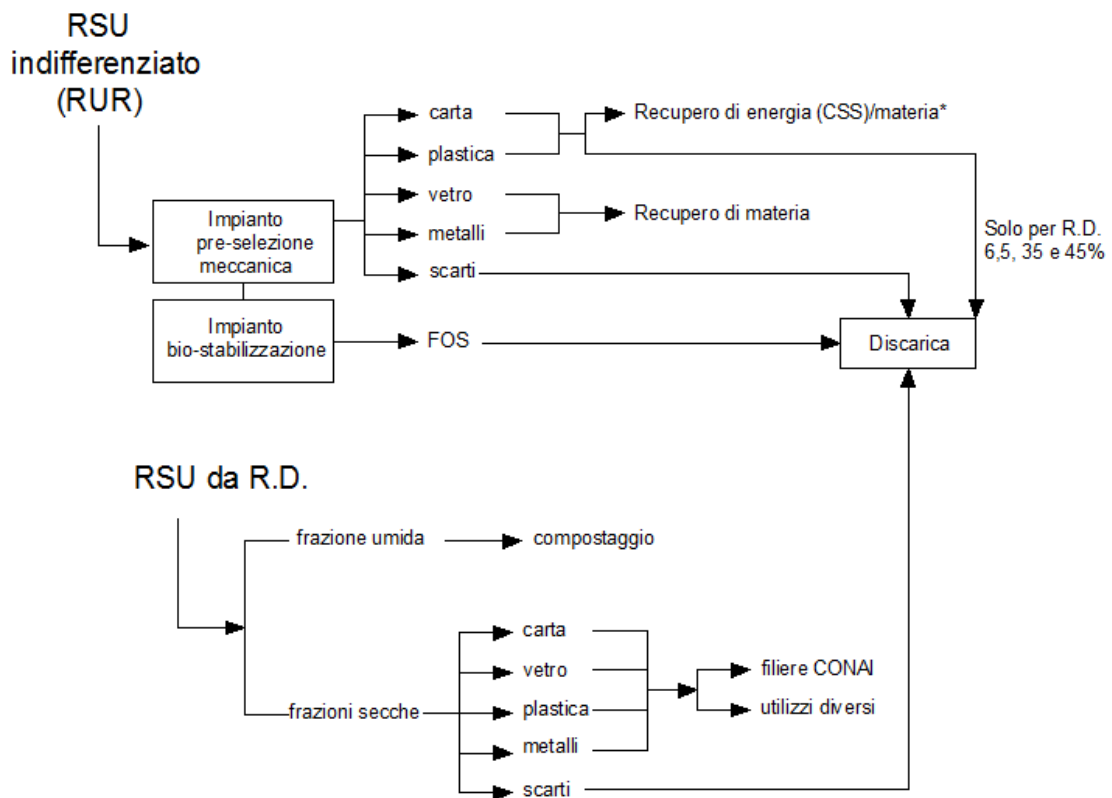 RSU
indifferenziato
(RUR)
carta
Recupero di energia (CSS)/materia*
plastica
vetro
Impianto
pre-selezione
meccanica
Recupero di materia
metalli
Solo per R.D.
6,5, 35 e 45%
scarti
Impianto
bio-stabilizzazione
FOS
Discarica
RSU da R.D.
frazione umida
compostaggio
carta
vetro
filiere CONAI
frazioni secche
plastica
utilizzi diversi
metalli
scarti